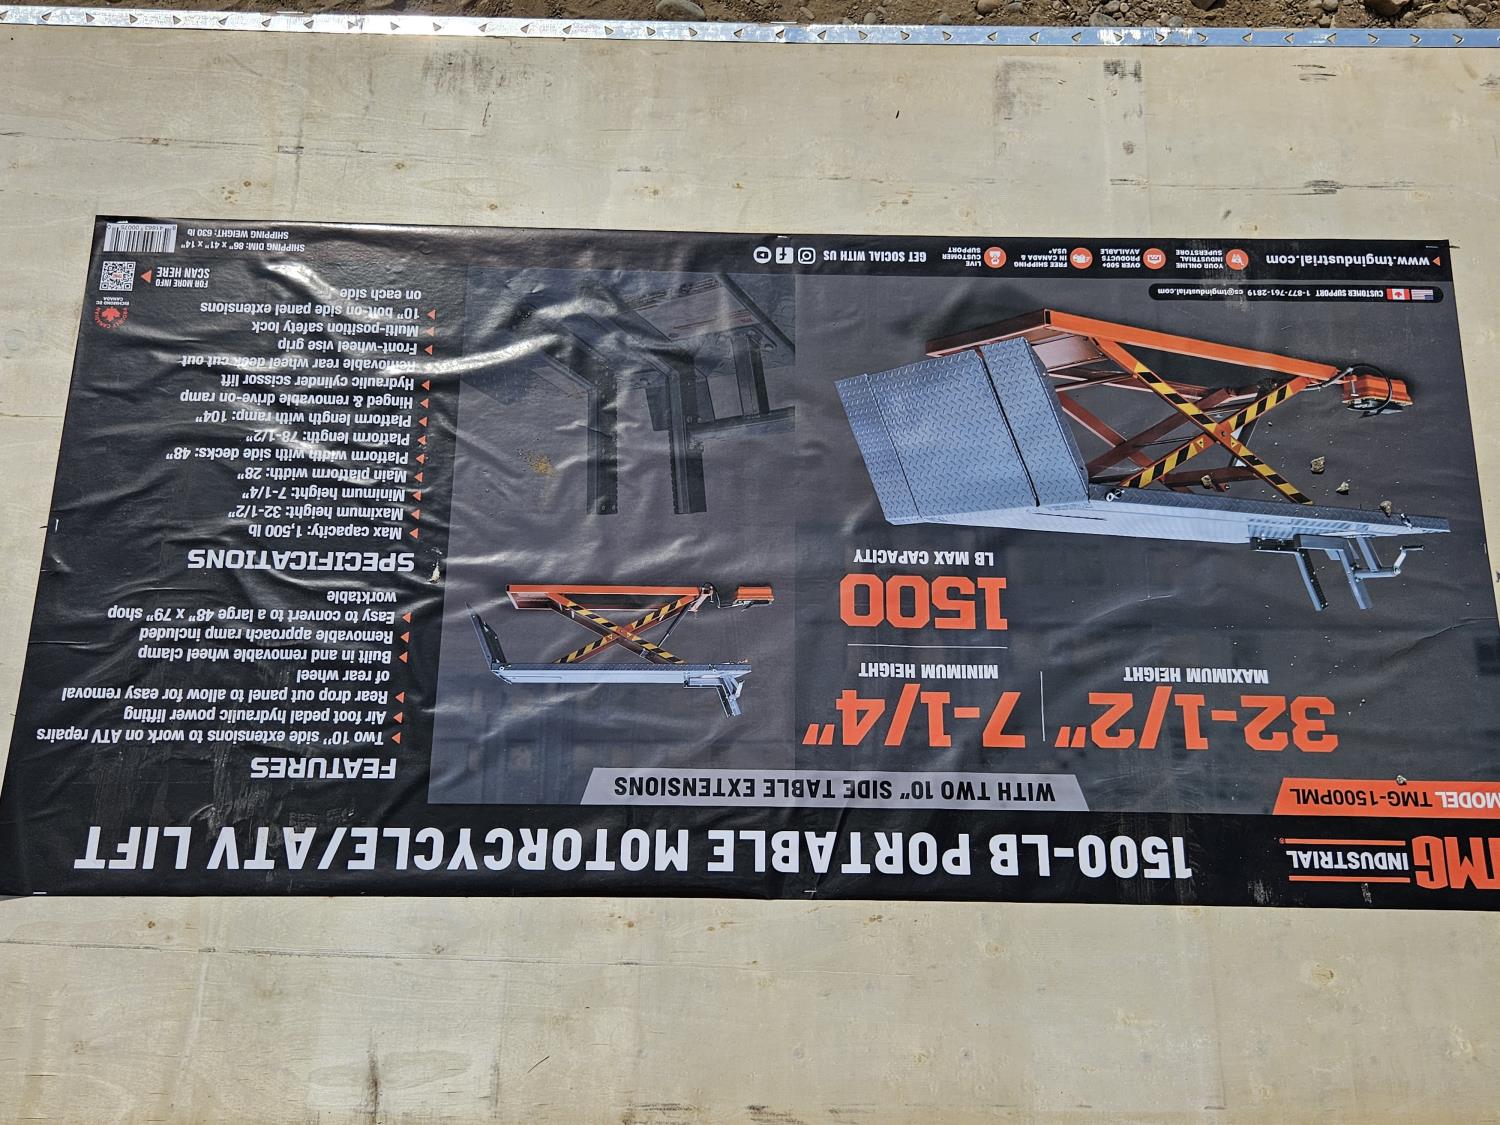 TMG
INDUSTRIAL
1500-LB PORTABLE MOTORCYCLE/ATV LIFT
MODEL TMG-1500PML
WITH TWO 10" SIDE TABLE EXTENSIONS
32-1/2"
MAXIMUM HEIGHT
7-1/4"
MINIMUM HEIGHT
1500
LB MAX CAPACITY
FEATURES
Two 10" side extensions to work on ATV repairs
Air foot pedal hydraulic power lifting
Rear drop out panel to allow for easy removal
of rear wheel
Built in and removable wheel clamp
Removable approach ramp included
Easy to convert to a large 48" x 79" shop
worktable
SPECIFICATIONS
Max capacity: 1,500 lb
Maximum height: 32-1/2"
Minimum height: 7-1/4"
Main platform width: 28"
Platform width with side decks: 48"
Platform length: 78-1/2"
Platform length with ramp: 104"
Hinged & removable drive-on ramp
Hydraulic cylinder scissor lift
Removable rear wheel deck cut out
Front-wheel vise grip
Multi-position safety lock
10" bolt-on side panel extensions
on each side
CUSTOMER SUPPORT 1-877-761-2819 cs@tmgindustrial.com
www.tmgindustrial.com
YOUR ONLINE
INDUSTRIAL
SUPERSTORE
OVER 500+
PRODUCTS
AVAILABLE
FREE SHIPPING
IN CANADA &
USA*
LIVE
CUSTOMER
SUPPORT
GET SOCIAL WITH US
FOR MORE INFO
SCAN HERE
RICHMOND BC
CANADA
SHIPPING DIM: 86" x 41" x 14"
SHIPPING WEIGHT: 630 lb